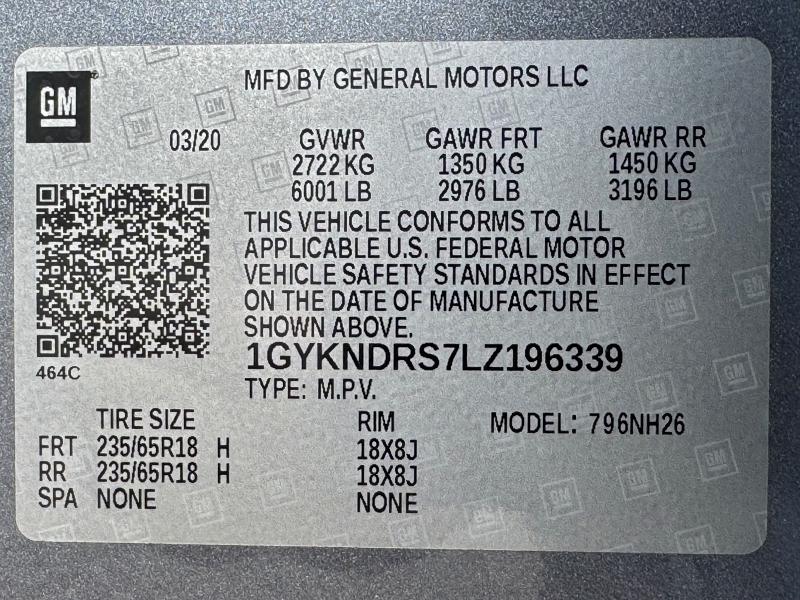 GM
MFD BY GENERAL MOTORS LLC
03/20 GVWR GAWR FRT GAWR RR
2722 KG 1350 KG 1450 KG
6001 LB 2976 LB 3196 LB
THIS VEHICLE CONFORMS TO ALL
APPLICABLE U.S. FEDERAL MOTOR
VEHICLE SAFETY STANDARDS IN EFFECT
ON THE DATE OF MANUFACTURE
SHOWN ABOVE.
1GYKNDRS7LZ196339
464C
TYPE: M.P.V.
TIRE SIZE RIM MODEL: 796NH26
FRT 235/65R18 H 18X8J
RR 235/65R18 H 18X8J
SPA NONE NONE